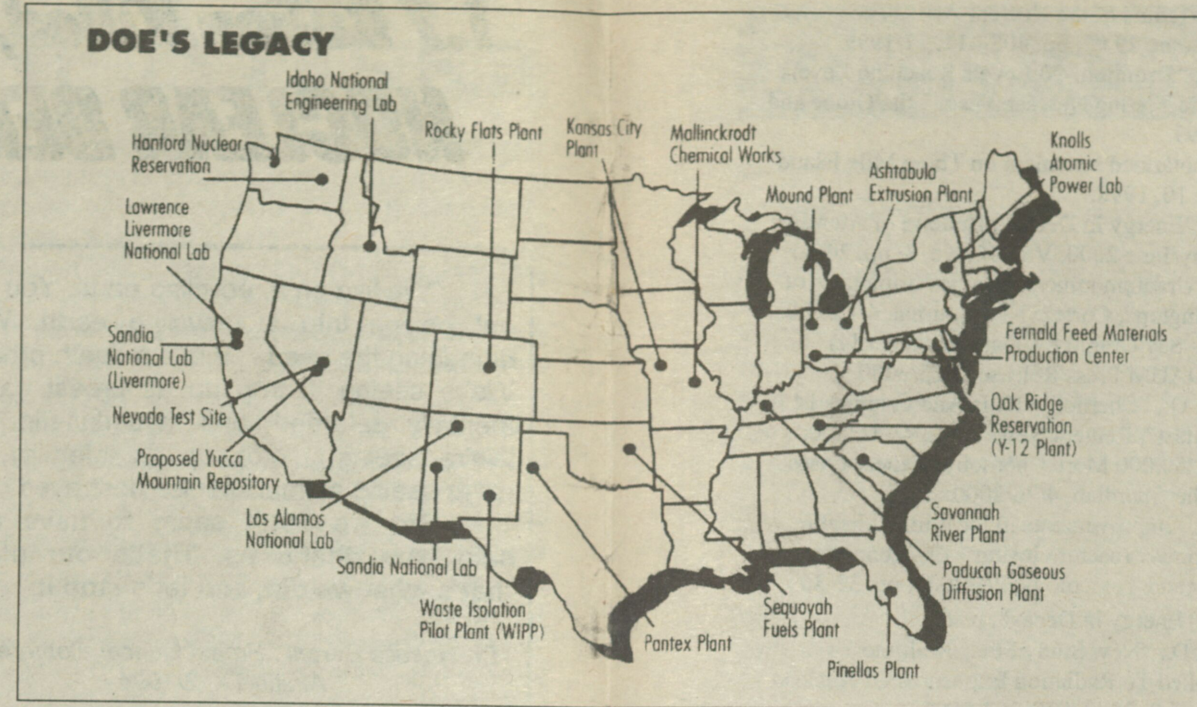 DOE'S LEGACY
Idaho National
Engineering Lab
Rocky Flats Plant
Kansas City
Plant
Mallinckrodt
Chemical Works
Knolls
Atomic
Power Lab
Hanford Nuclear
Reservation
Mound Plant
Ashtabula
Extrusion Plant
Lawrence
Livermore
National Lab
Sandia
National Lab
(Livermore)
Fernald Feed Materials
Production Center
Nevada Test Site
Oak Ridge
Reservation
(Y-12 Plant)
Proposed Yucca
Mountain Repository
Los Alamos
National Lab
Savannah
River Plant
Sandia National Lab
Paducah Gaseous
Diffusion Plant
Waste Isolation
Pilot Plant (WIPP)
Sequoyah
Fuels Plant
Pantex Plant
Pinellas Plant